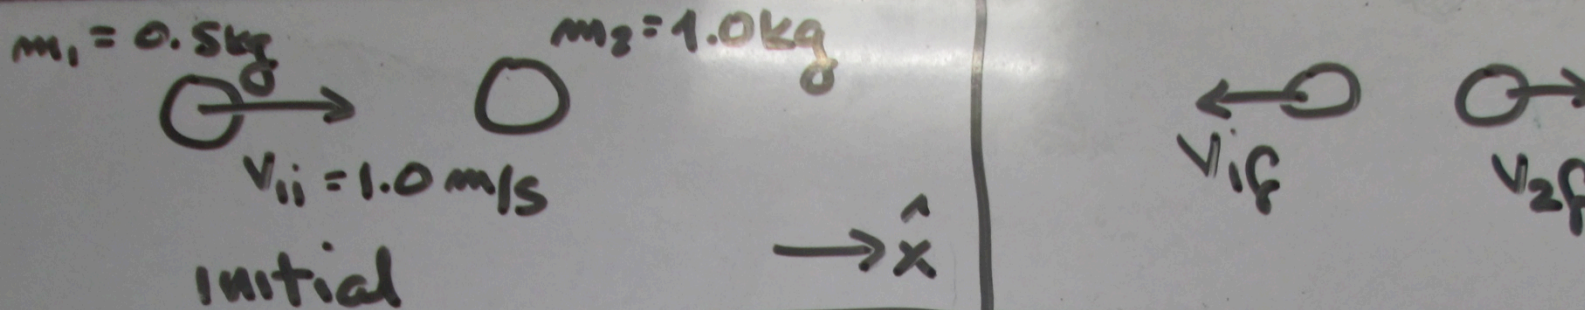 m₁ = 0.5kg
m₂ = 1.0kg
V₁ᵢ = 1.0 m/s
initial
x̂
V₁f
V₂f